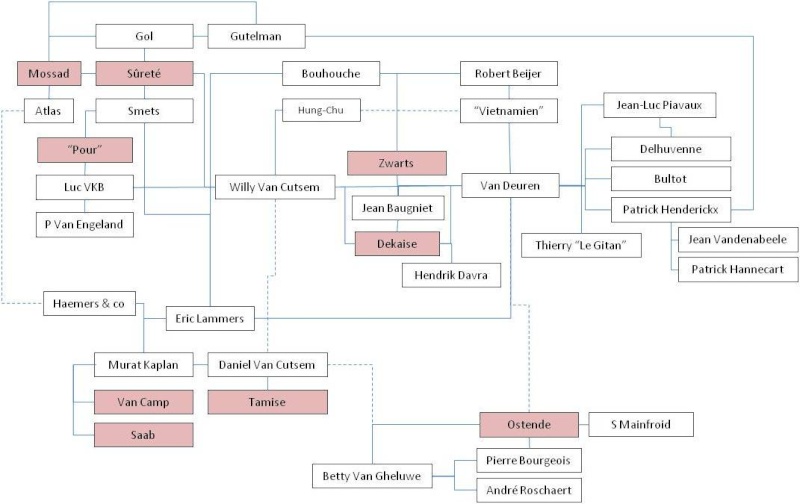 Gol
Gutelman
Mossad
Sûreté
Bouhouche
Robert Beijer
Atlas
Smets
Hung-Chu
"Vietnamien"
Jean-Luc Piavaux
"Pour"
Zwarts
Delhuvenne
Luc VKB
Willy Van Cutsem
Van Deuren
Bultot
P Van Engeland
Jean Baugniet
Patrick Henderickx
Dekaise
Thierry "Le Gitan"
Jean Vandenabeele
Hendrik Davra
Patrick Hannecart
Haemers & co
Eric Lammers
Murat Kaplan
Daniel Van Cutsem
Van Camp
Tamise
Saab
Ostende
S Mainfroid
Pierre Bourgeois
Betty Van Gheluwe
André Roschaert